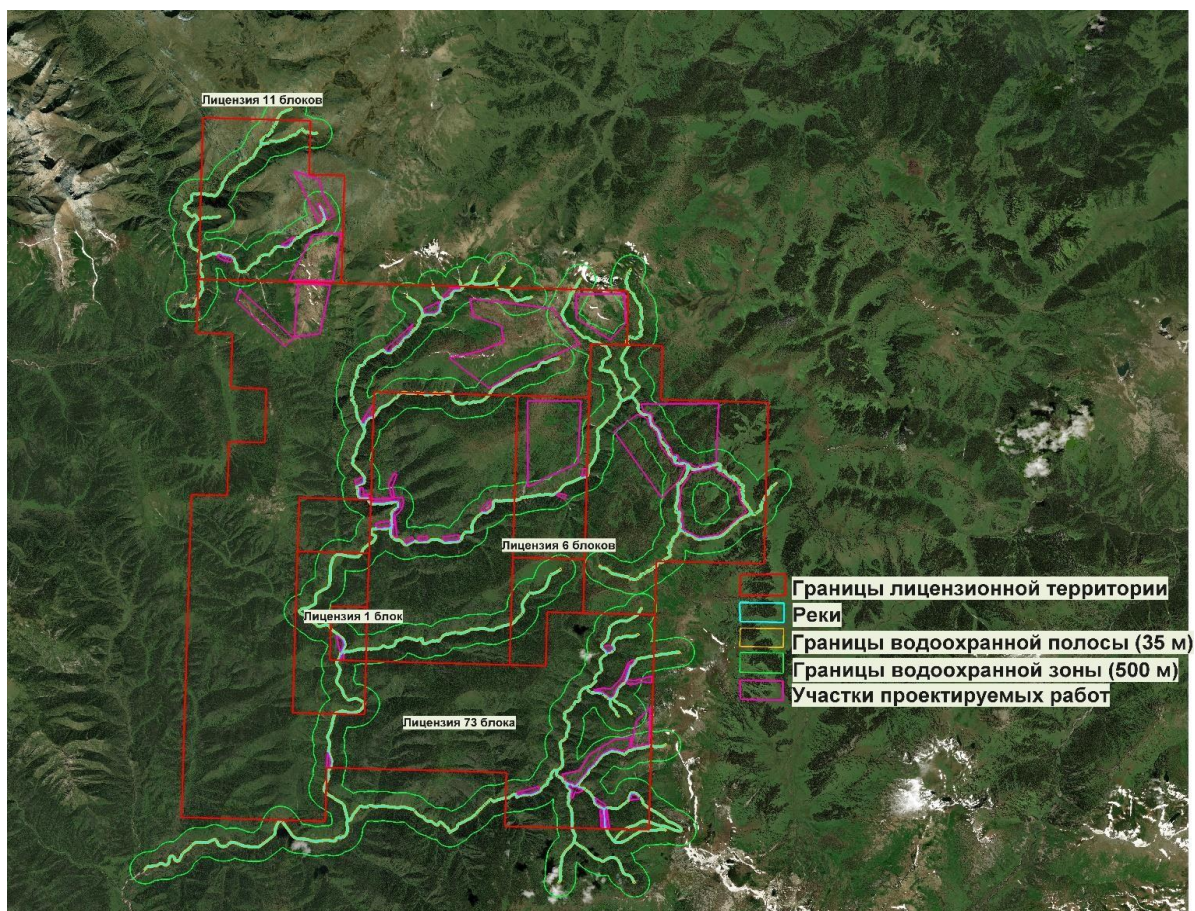 Лицензия 11 блоков
Лицензия 6 блоков
Лицензия 1 блок
Лицензия 73 блока
Границы лицензионной территории
Реки
Границы водоохранной полосы (35 м)
Границы водоохранной зоны (500 м)
Участки проектируемых работ